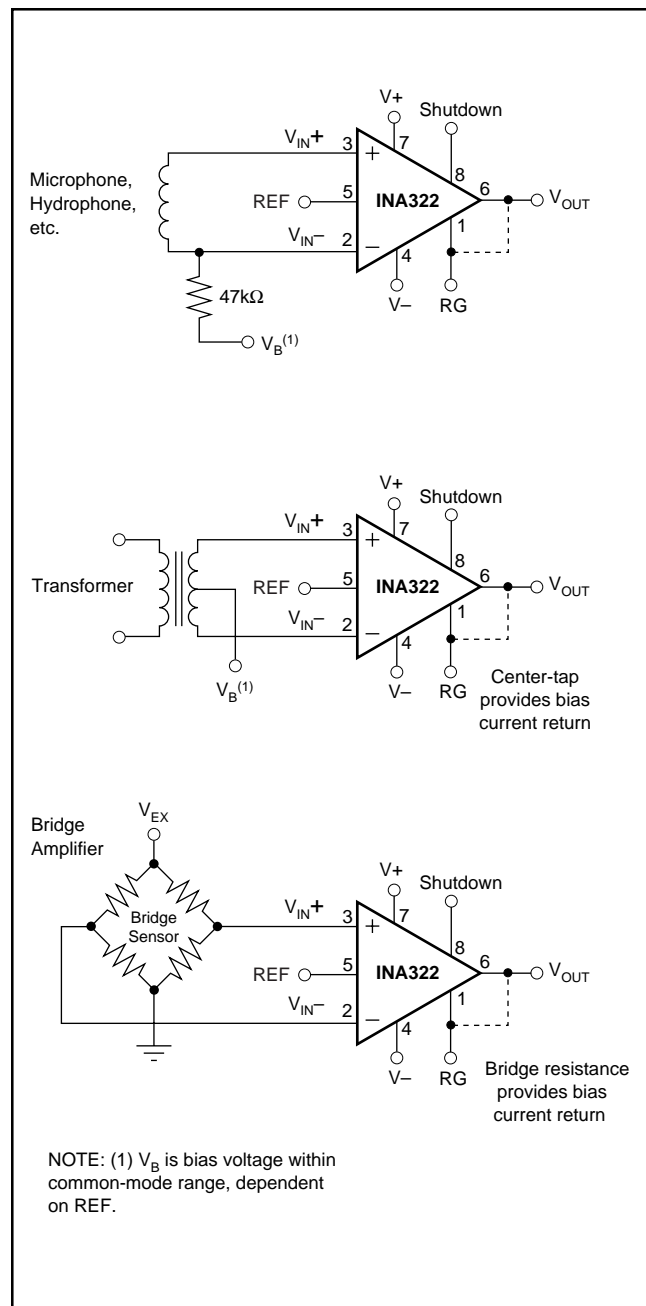 V+
Shutdown
V_IN+ 3 + 7 8
Microphone,
Hydrophone,
etc.
REF 5 INA322 6 V_OUT
V_IN– 2 – 4 1
47kΩ
V– RG
V_B(1)
V+
Shutdown
V_IN+ 3 + 7 8
Transformer
REF 5 INA322 6 V_OUT
V_IN– 2 – 4 1
V_B(1)
V– RG
Center-tap
provides bias
current return
V_EX
Bridge
Amplifier
Bridge
Sensor
V+
Shutdown
V_IN+ 3 + 7 8
REF 5 INA322 6 V_OUT
V_IN– 2 – 4 1
V– RG
Bridge resistance
provides bias
current return
NOTE: (1) V_B is bias voltage within
common-mode range, dependent
on REF.